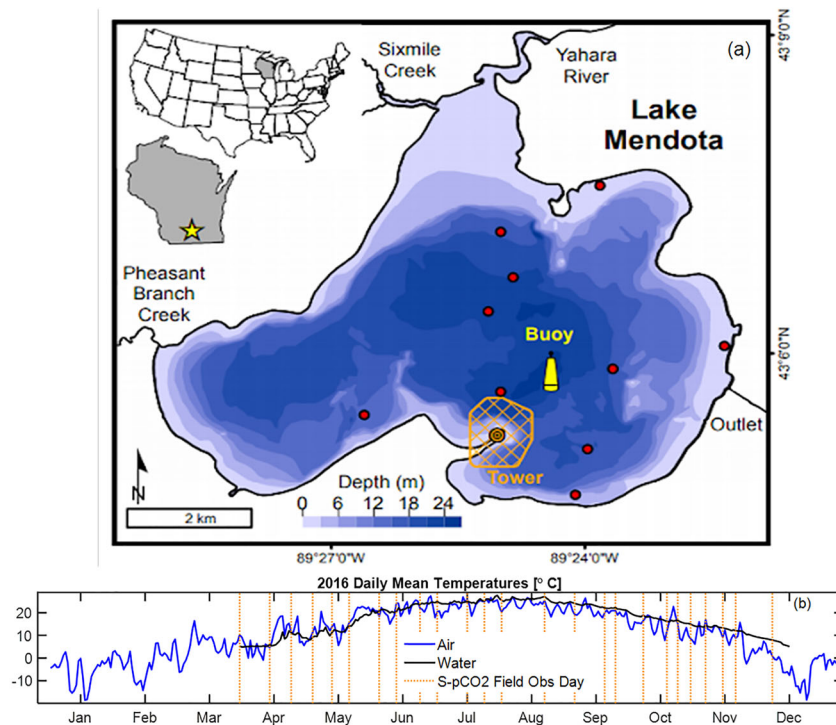 Sixmile
Creek
Yahara
River
(a)
43°9'0"N
Lake
Mendota
Pheasant
Branch
Creek
Buoy
43°6'0"N
Outlet
Tower
N
Depth (m)
0 6 12 18 24
2 km
89°27'0"W
89°24'0"W
2016 Daily Mean Temperatures [° C]
(b)
20
10
0
-10
Air
Water
S-pCO2 Field Obs Day
Jan Feb Mar Apr May Jun Jul Aug Sep Oct Nov Dec